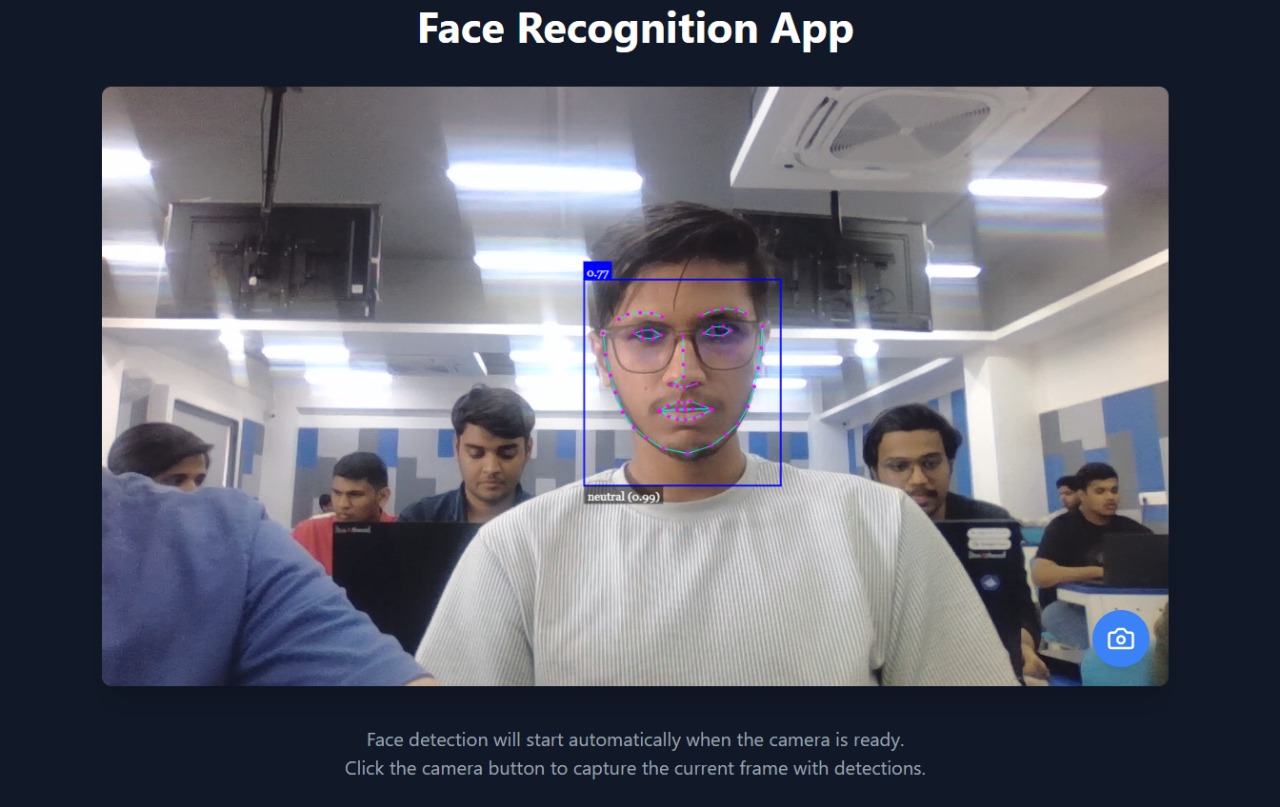 Face Recognition App
0.77
neutral (0.99)
Face detection will start automatically when the camera is ready.
Click the camera button to capture the current frame with detections.